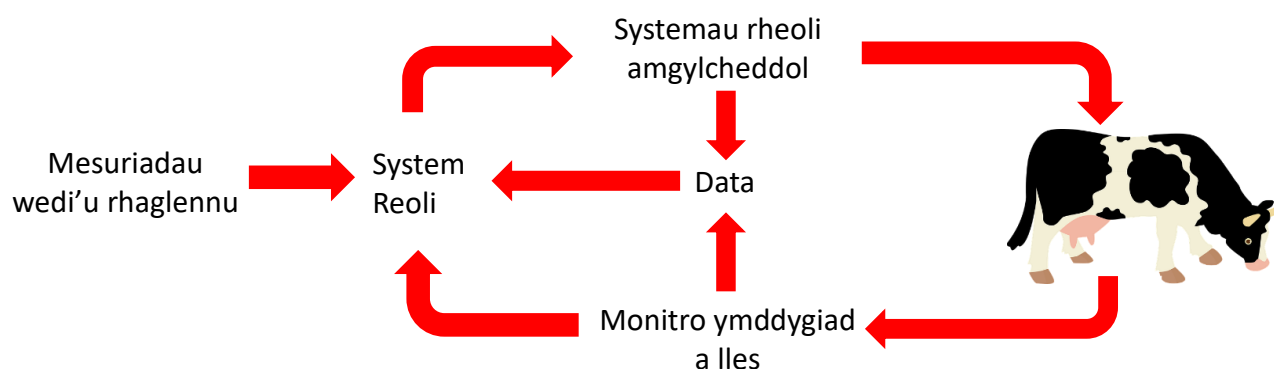 Systemau rheoli
amgylcheddol
Mesuriadau
wedi’u rhaglennu
System
Reoli
Data
Monitro ymddygiad
a lles